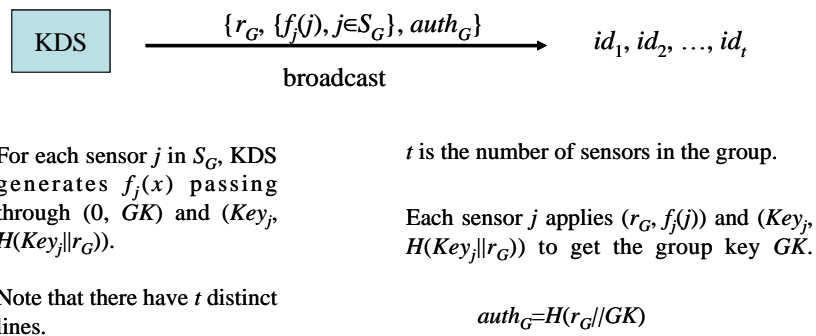 KDS
{r_G, {f_j(j), j∈S_G}, auth_G}
id_1, id_2, …, id_t
broadcast
For each sensor j in S_G, KDS
generates f_j(x) passing
through (0, GK) and (Key_j,
H(Key_j||r_G)).
Note that there have t distinct
lines.
t is the number of sensors in the group.
Each sensor j applies (r_G, f_j(j)) and (Key_j,
H(Key_j||r_G)) to get the group key GK.
auth_G=H(r_G//GK)